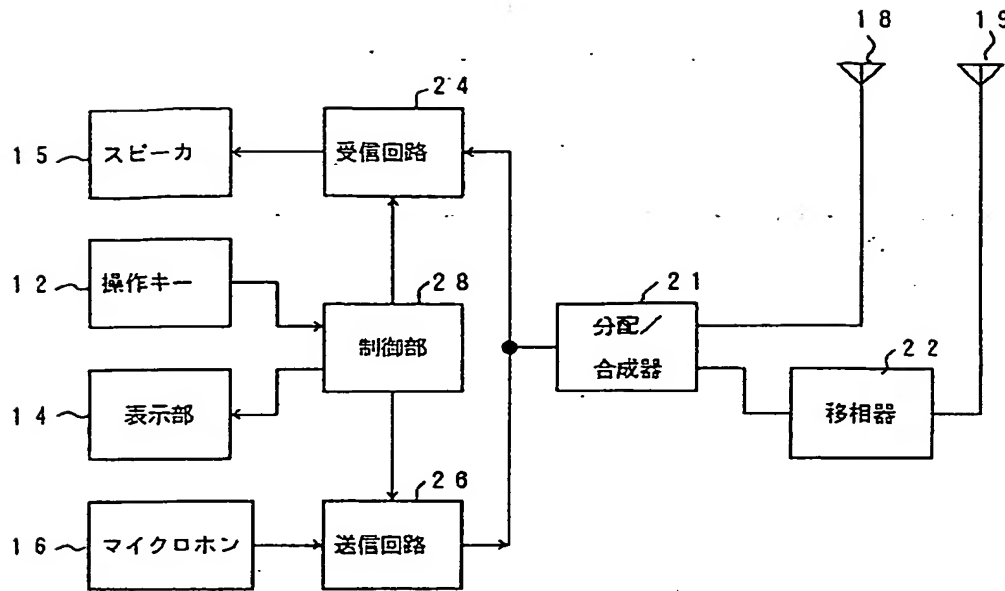 １８
１９
２４
１５
スピーカ
受信回路
１２
操作キー
２８
２１
制御部
分配／
合成器
２２
移相器
１４
表示部
２６
１６
マイクロホン
送信回路